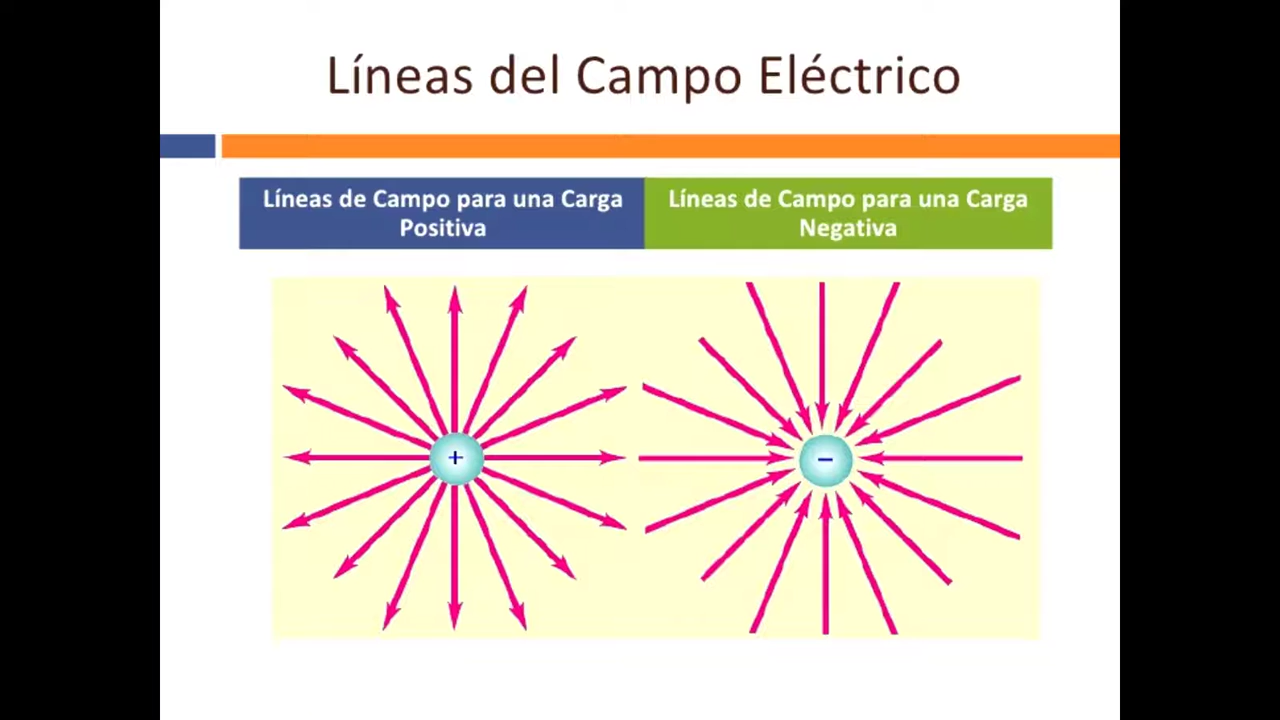 Líneas del Campo Eléctrico
Líneas de Campo para una Carga
Positiva
Líneas de Campo para una Carga
Negativa
+
−